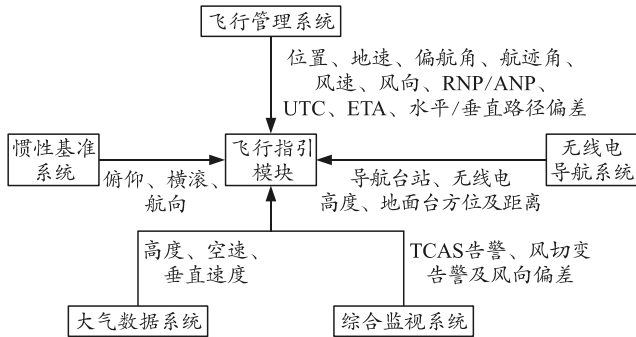 飞行管理系统
位置、地速、偏航角、航迹角、
风速、风向、RNP/ANP、
UTC、ETA、水平/垂直路径偏差
惯性基准
系统
俯仰、横滚、
航向
飞行指引
模块
导航台站、无线电
高度、地面台方位及距离
无线电
导航系统
高度、空速、
垂直速度
TCAS告警、风切变
告警及风向偏差
大气数据系统
综合监视系统